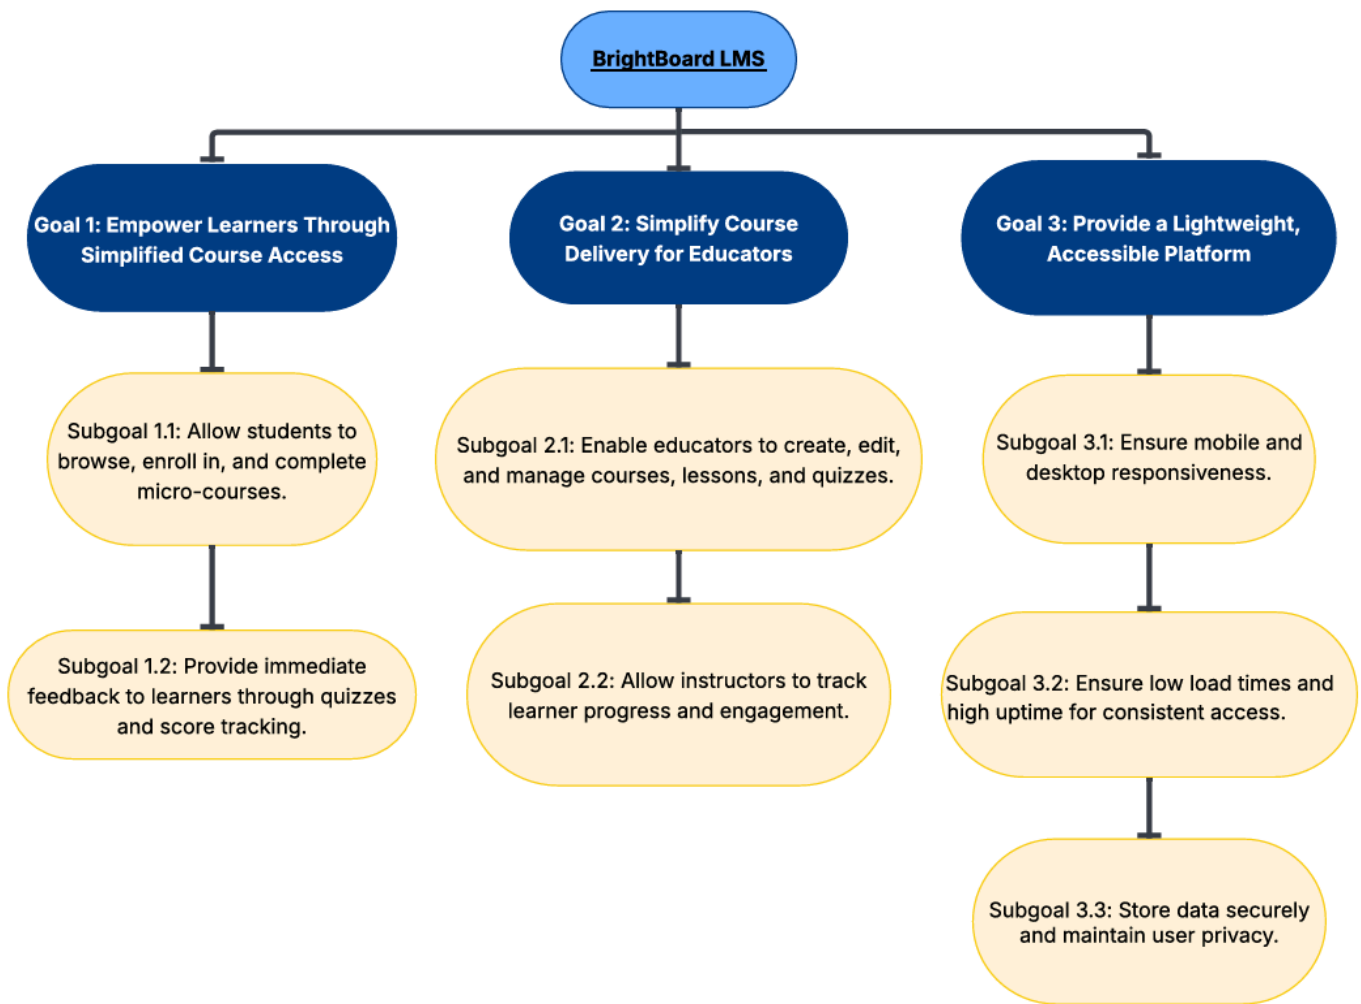 BrightBoard LMS
Goal 1: Empower Learners Through
Simplified Course Access
Goal 2: Simplify Course
Delivery for Educators
Goal 3: Provide a Lightweight,
Accessible Platform
Subgoal 1.1: Allow students to
browse, enroll in, and complete
micro-courses.
Subgoal 2.1: Enable educators to create, edit,
and manage courses, lessons, and quizzes.
Subgoal 3.1: Ensure mobile and
desktop responsiveness.
Subgoal 1.2: Provide immediate
feedback to learners through quizzes
and score tracking.
Subgoal 2.2: Allow instructors to track
learner progress and engagement.
Subgoal 3.2: Ensure low load times and
high uptime for consistent access.
Subgoal 3.3: Store data securely
and maintain user privacy.